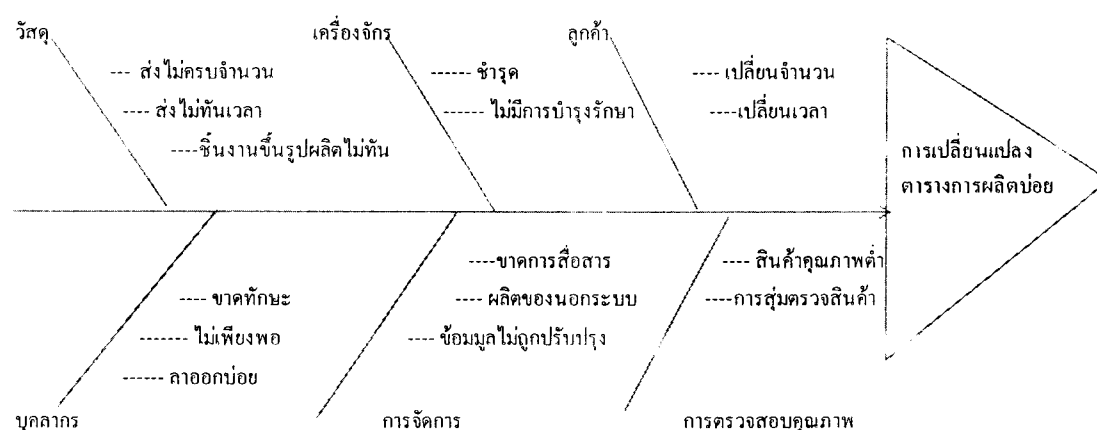 วัสดุ
เครื่องจักร
ลูกค้า
---- ส่งไม่ครบจำนวน
---- ส่งไม่ทันเวลา
----ชิ้นงานขึ้นรูปผลิตไม่ทัน
------ ชำรุด
------ ไม่มีการบำรุงรักษา
---- เปลี่ยนจำนวน
----เปลี่ยนเวลา
การเปลี่ยนแปลง
ตารางการผลิตบ่อย
---- ขาดทักษะ
------- ไม่เพียงพอ
------ ลาออกบ่อย
----ขาดการสื่อสาร
---- ผลิตของนอกระบบ
---- ข้อมมูลไม่ถูกปรับปรุง
---- สินค้าคุณภาพต่ำ
----การสุ่มตรวจสินค้า
บุคลากร
การจัดการ
การตรวจสอบคุณภาพ